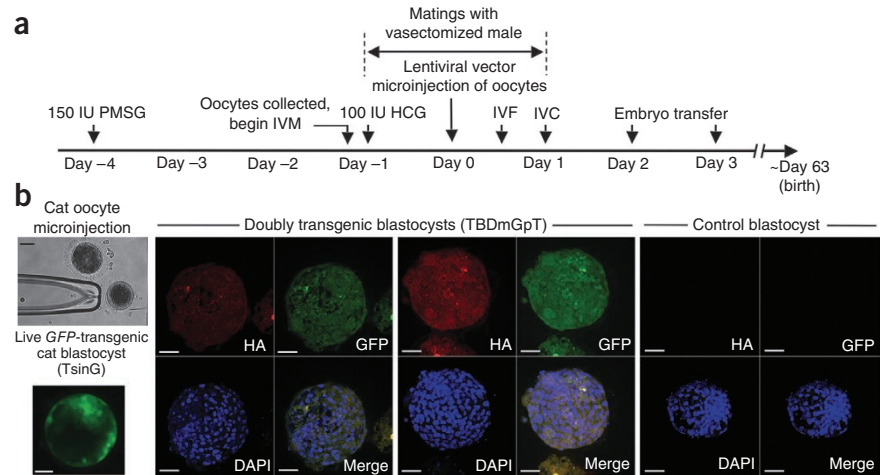 a
Matings with
vasectomized male
Lentiviral vector
microinjection of oocytes
150 IU PMSG
Oocytes collected,
begin IVM
100 IU HCG
IVF
IVC
Embryo transfer
Day –4
Day –3
Day –2
Day –1
Day 0
Day 1
Day 2
Day 3
~Day 63
(birth)
b
Cat oocyte
microinjection
Doubly transgenic blastocysts (TBDmGpT)
Control blastocyst
Live GFP-transgenic
cat blastocyst
(TsinG)
HA
GFP
HA
GFP
HA
GFP
DAPI
Merge
DAPI
Merge
DAPI
Merge